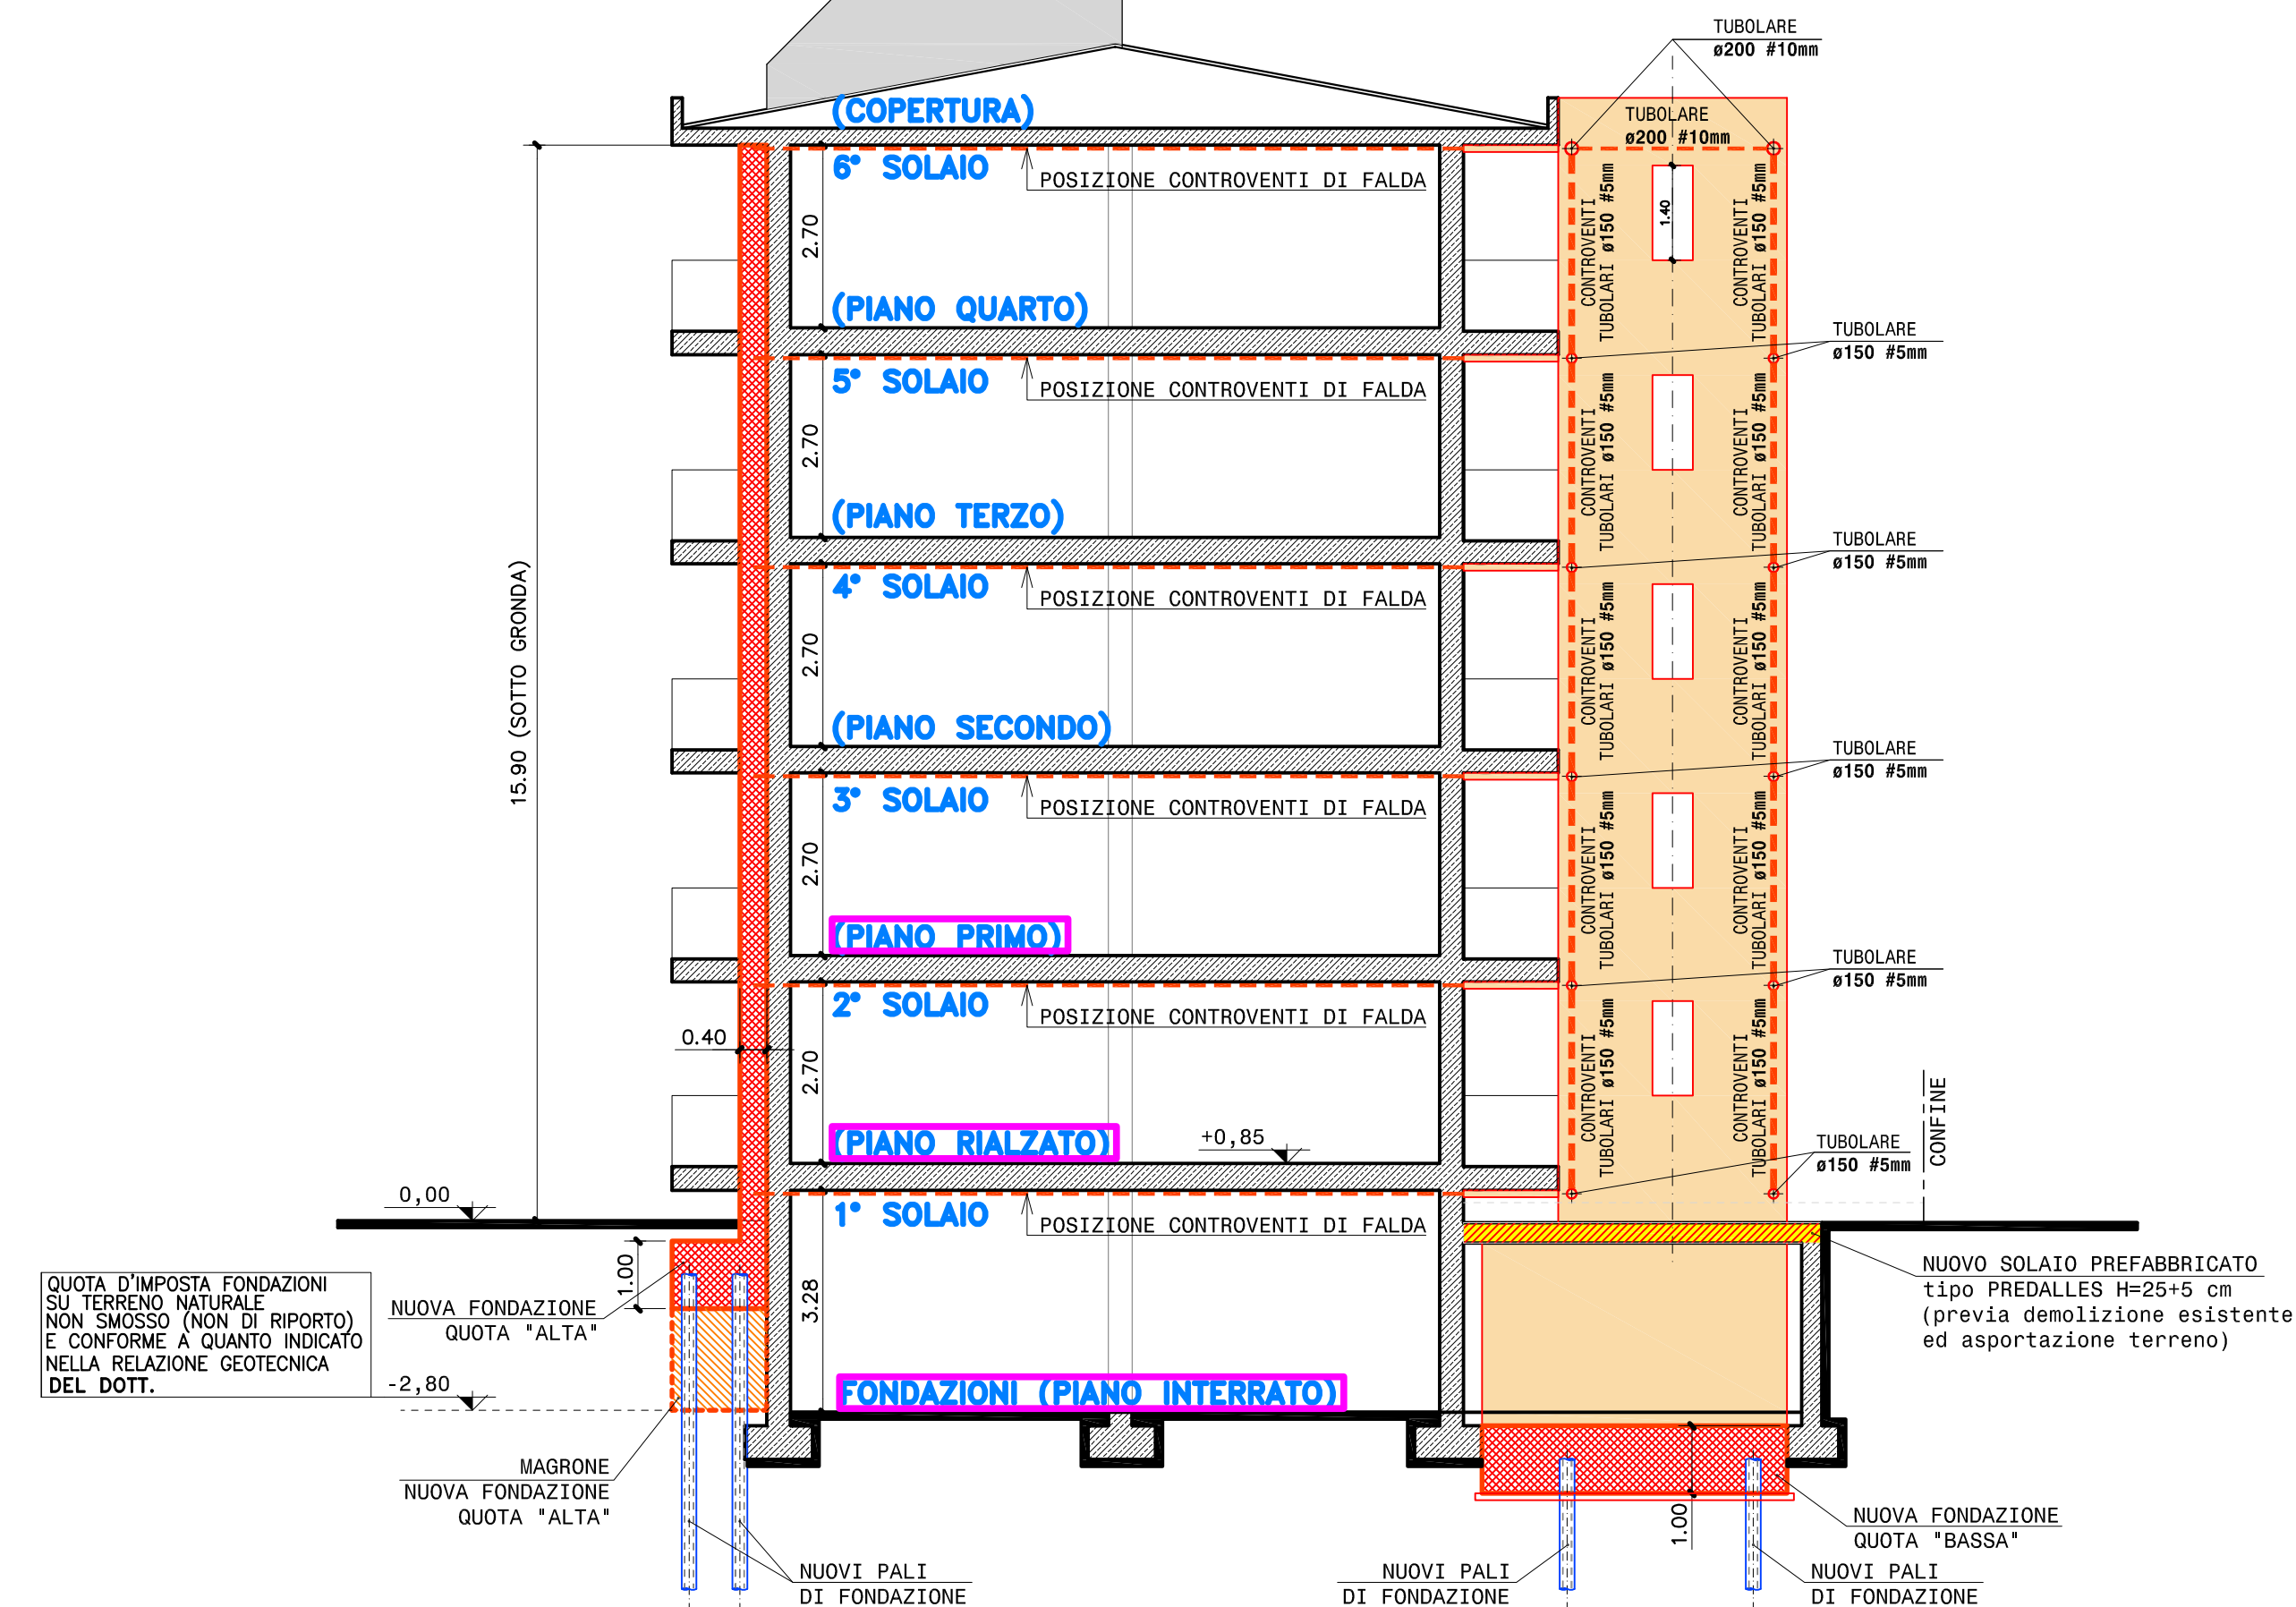 TUBOLARE
ø200 #10mm
(COPERTURA)
TUBOLARE
ø200 #10mm
6° SOLAIO
POSIZIONE CONTROVENTI DI FALDA
2.70
CONTROVENTI
TUBOLARI ø150 #5mm
1.40
CONTROVENTI
TUBOLARI ø150 #5mm
(PIANO QUARTO)
TUBOLARE
ø150 #5mm
5° SOLAIO
POSIZIONE CONTROVENTI DI FALDA
2.70
CONTROVENTI
TUBOLARI ø150 #5mm
CONTROVENTI
TUBOLARI ø150 #5mm
(PIANO TERZO)
TUBOLARE
ø150 #5mm
15.90 (SOTTO GRONDA)
4° SOLAIO
POSIZIONE CONTROVENTI DI FALDA
2.70
CONTROVENTI
TUBOLARI ø150 #5mm
CONTROVENTI
TUBOLARI ø150 #5mm
(PIANO SECONDO)
TUBOLARE
ø150 #5mm
3° SOLAIO
POSIZIONE CONTROVENTI DI FALDA
2.70
CONTROVENTI
TUBOLARI ø150 #5mm
CONTROVENTI
TUBOLARI ø150 #5mm
(PIANO PRIMO)
TUBOLARE
ø150 #5mm
2° SOLAIO
POSIZIONE CONTROVENTI DI FALDA
0.40
2.70
CONTROVENTI
TUBOLARI ø150 #5mm
CONTROVENTI
TUBOLARI ø150 #5mm
(PIANO RIALZATO)
+0,85
TUBOLARE
ø150 #5mm
CONFINE
0,00
1° SOLAIO
POSIZIONE CONTROVENTI DI FALDA
1.00
3.28
QUOTA D'IMPOSTA FONDAZIONI
SU TERRENO NATURALE
NON SMOSSO (NON DI RIPORTO)
E CONFORME A QUANTO INDICATO
NELLA RELAZIONE GEOTECNICA
DEL DOTT.
NUOVA FONDAZIONE
QUOTA "ALTA"
-2,80
NUOVO SOLAIO PREFABBRICATO
tipo PREDALLES H=25+5 cm
(previa demolizione esistente
ed asportazione terreno)
FONDAZIONI (PIANO INTERRATO)
MAGRONE
NUOVA FONDAZIONE
QUOTA "ALTA"
1.00
NUOVA FONDAZIONE
QUOTA "BASSA"
NUOVI PALI
DI FONDAZIONE
NUOVI PALI
DI FONDAZIONE
NUOVI PALI
DI FONDAZIONE